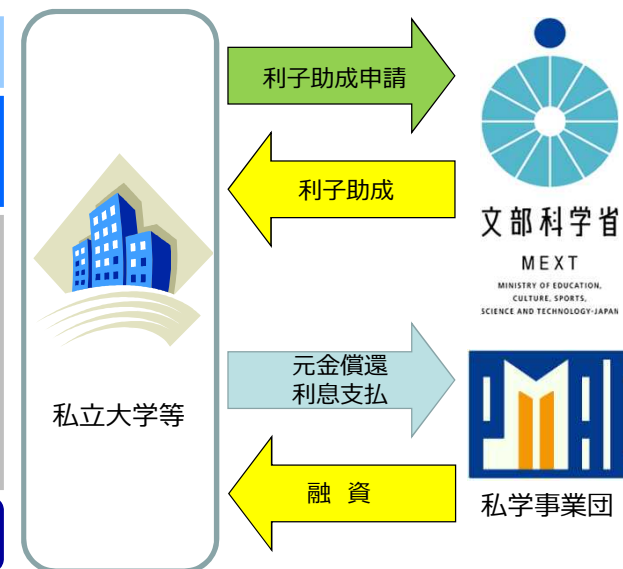 利子助成申請
利子助成
文部科学省
MEXT
MINISTRY OF EDUCATION,
CULTURE, SPORTS,
SCIENCE AND TECHNOLOGY-JAPAN
私立大学等
元金償還
利息支払
融 資
私学事業団